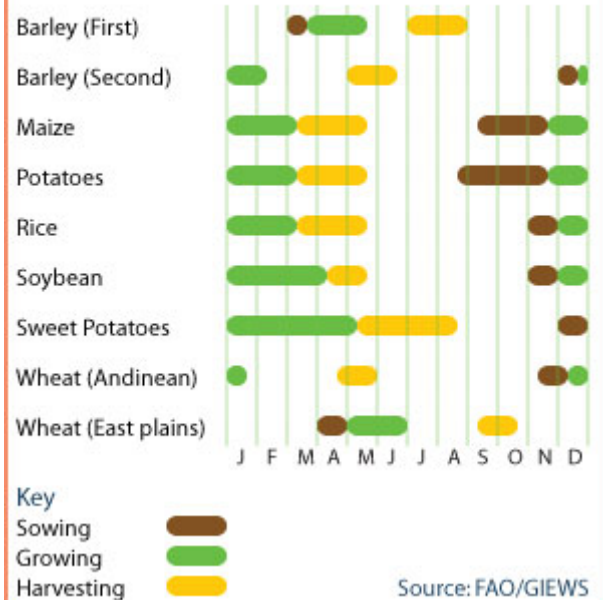 Barley (First)
Barley (Second)
Maize
Potatoes
Rice
Soybean
Sweet Potatoes
Wheat (Andinean)
Wheat (East plains)
J F M A M J J A S O N D
Key
Sowing
Growing
Harvesting
Source: FAO/GIEWS